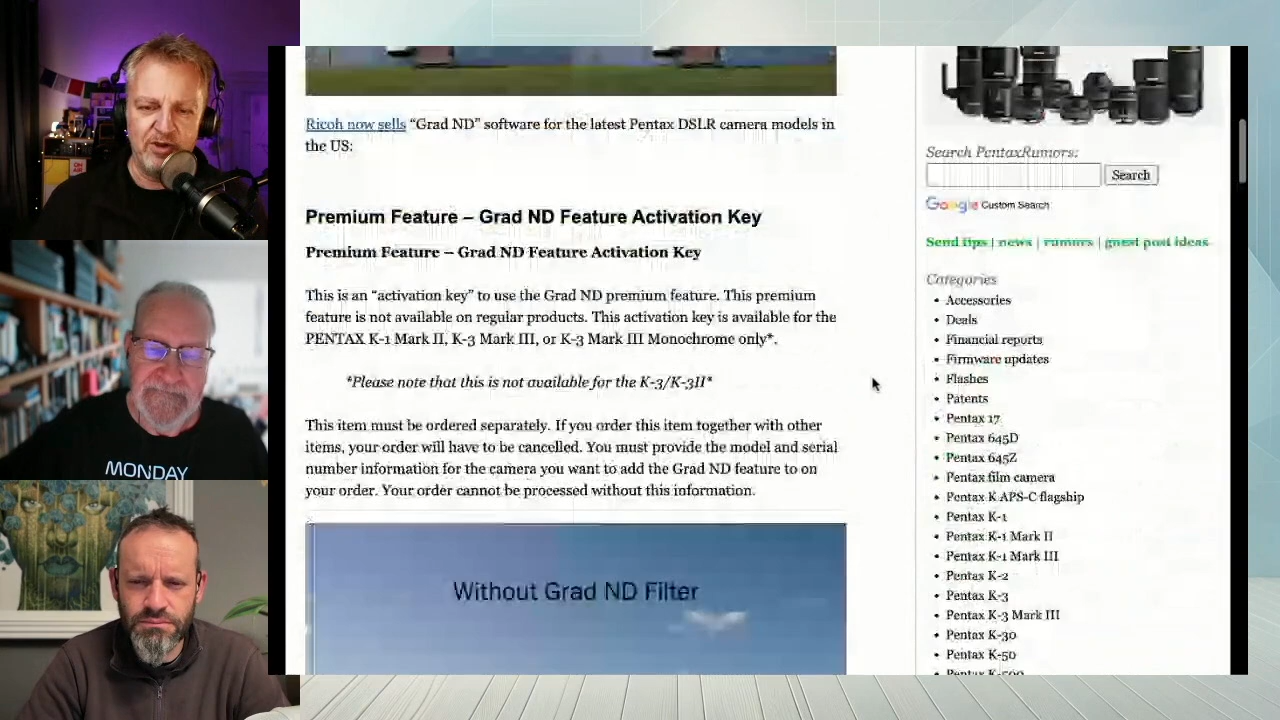 MONDAY
Ricoh now sells “Grad ND” software for the latest Pentax DSLR camera models in
the US:
Premium Feature – Grad ND Feature Activation Key
Premium Feature – Grad ND Feature Activation Key
This is an “activation key” to use the Grad ND premium feature. This premium
feature is not available on regular products. This activation key is available for the
PENTAX K-1 Mark II, K-3 Mark III, or K-3 Mark III Monochrome only*.
*Please note that this is not available for the K-3/K-3II*
This item must be ordered separately. If you order this item together with other
items, your order will have to be cancelled. You must provide the model and serial
number information for the camera you want to add the Grad ND feature to on
your order. Your order cannot be processed without this information.
Without Grad ND Filter
Search PentaxRumors:
Search
Google Custom Search
Send tips | news | rumors | guest post ideas
Categories
• Accessories
• Deals
• Financial reports
• Firmware updates
• Flashes
• Patents
• Pentax 17
• Pentax 645D
• Pentax 645Z
• Pentax film camera
• Pentax K APS-C flagship
• Pentax K-1
• Pentax K-1 Mark II
• Pentax K-1 Mark III
• Pentax K-2
• Pentax K-3
• Pentax K-3 Mark III
• Pentax K-30
• Pentax K-50
• Pentax K-500